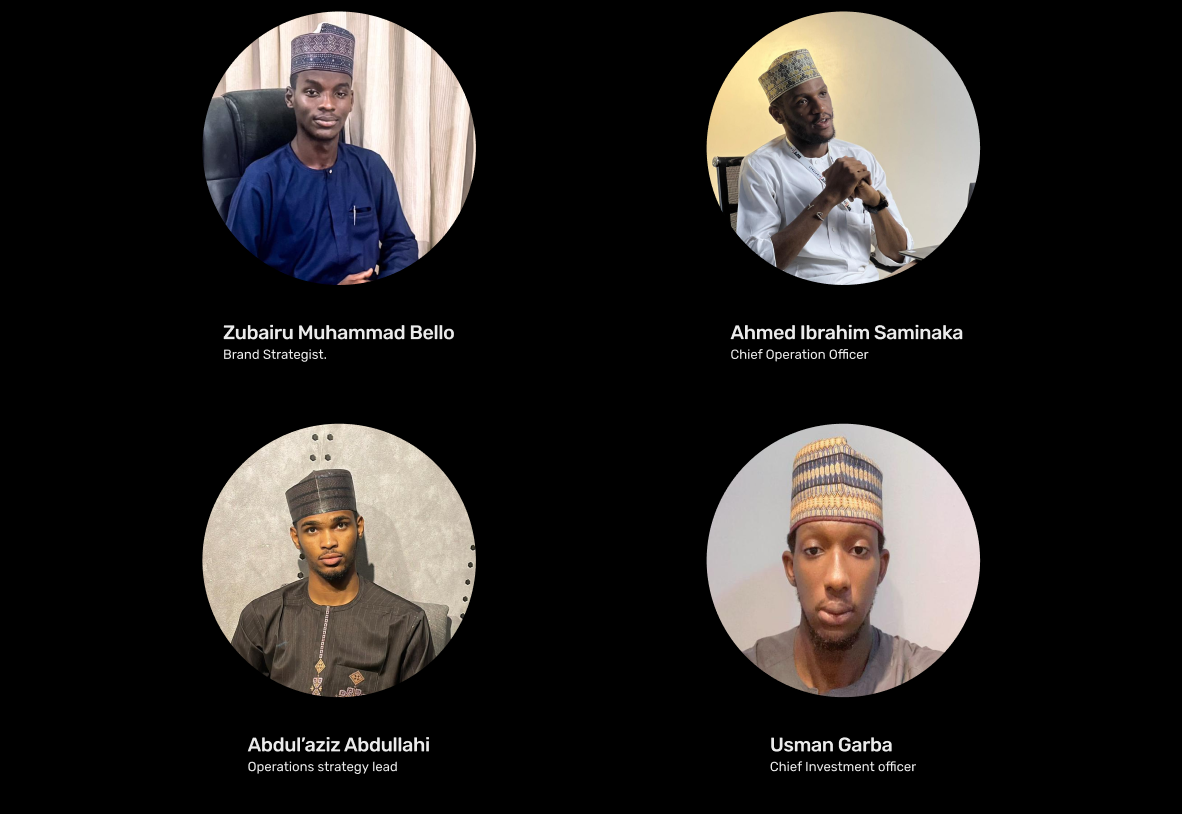 Zubairu Muhammad Bello
Brand Strategist.
Ahmed Ibrahim Saminaka
Chief Operation Officer
Abdul’aziz Abdullahi
Operations strategy lead
Usman Garba
Chief Investment officer